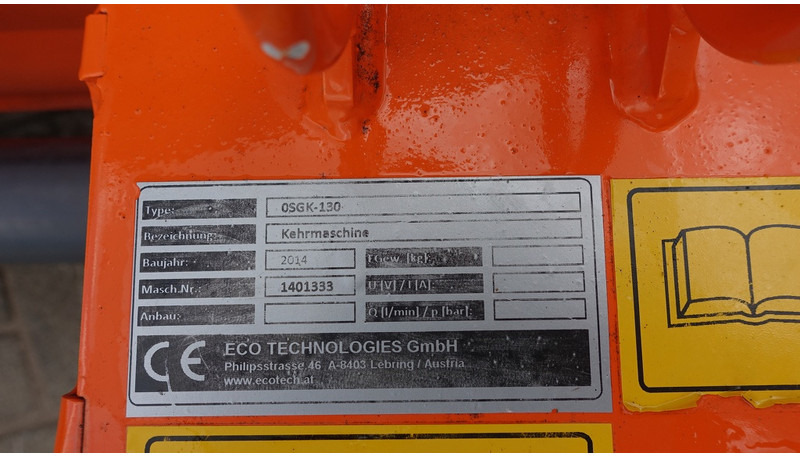 Type: 0SGK-130
Bezeichnung: Kehrmaschine
Baujahr: 2014 Gew. [kg]:
Masch.Nr.: 1401333 U [V] / I [A]:
Anbau: Q [l/min] / p [bar]:
CE ECO TECHNOLOGIES GmbH
Philipsstrasse 46 A-8403 Lebring / Austria
www.ecotech.at